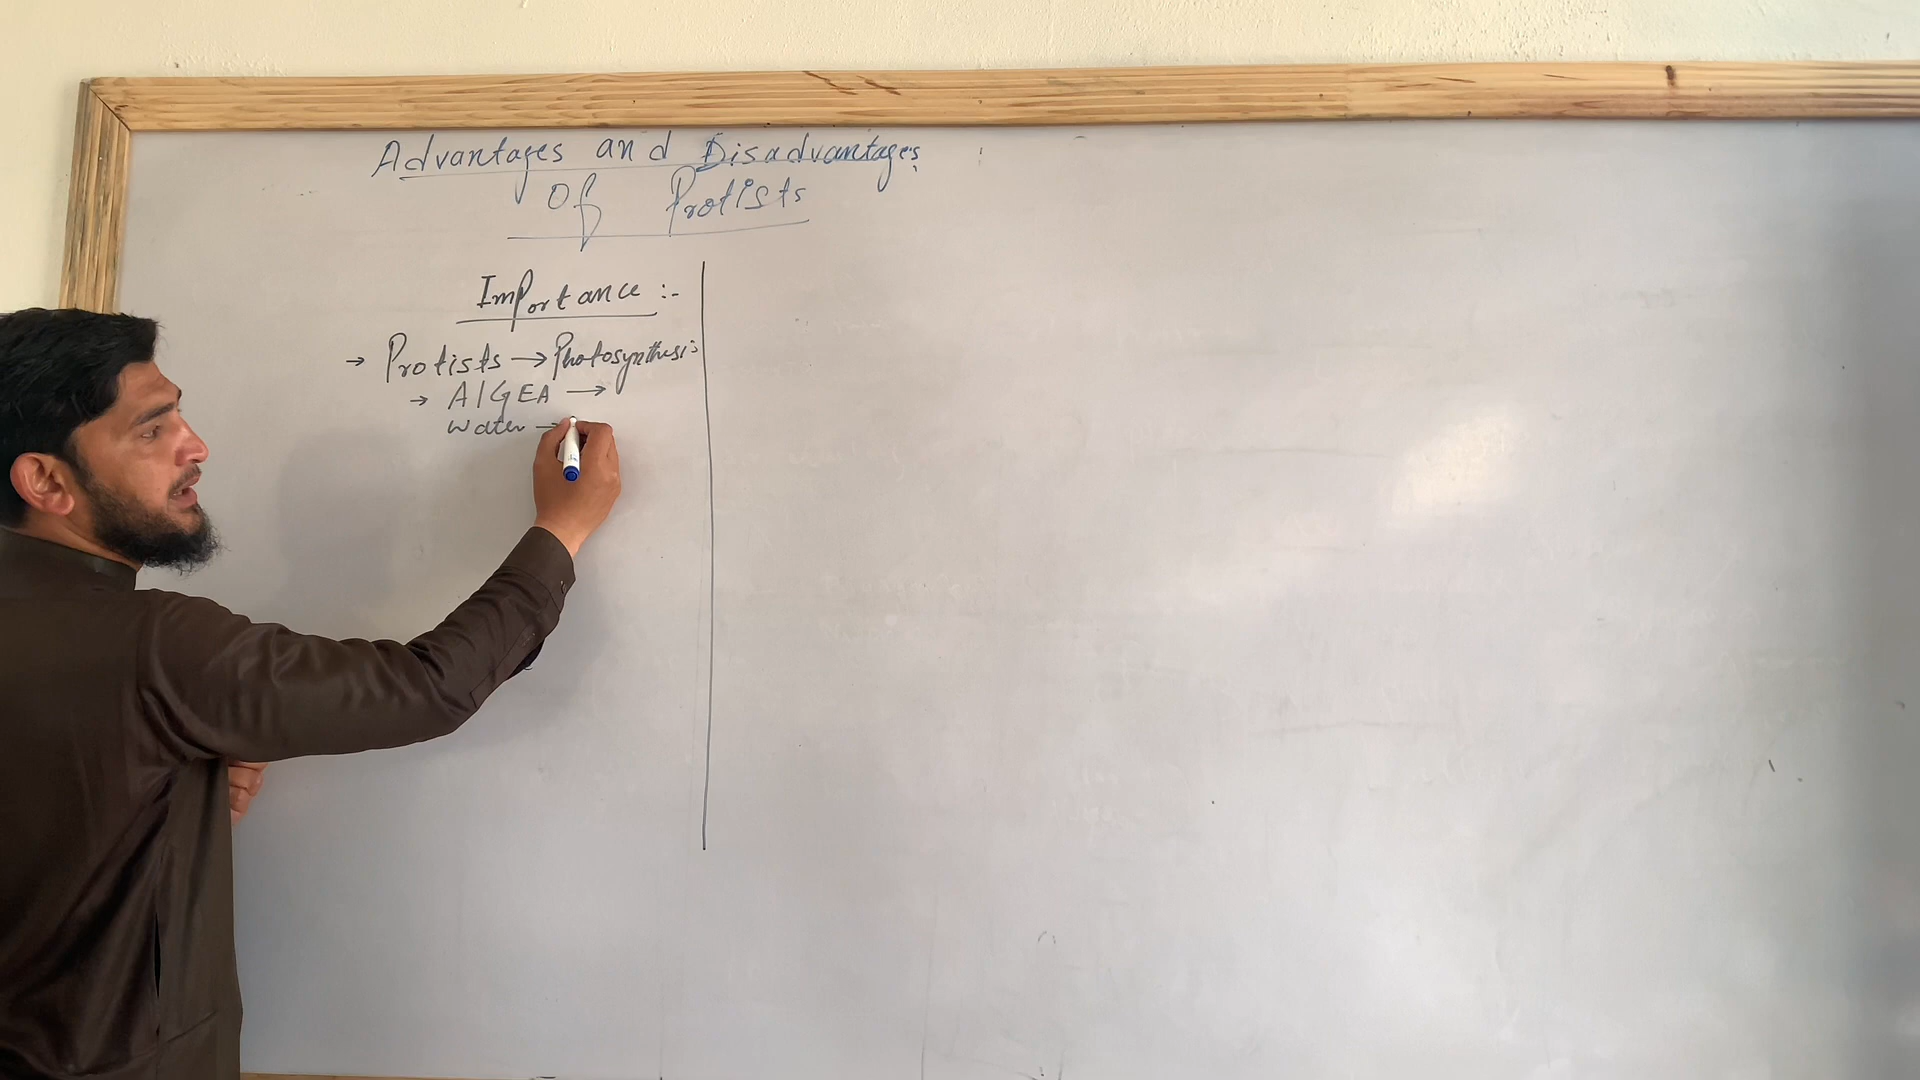 Advantages and Disadvantages
Of Protists
Importance :-
→ Protists → Photosynthesis
→ AlGEA →
water →